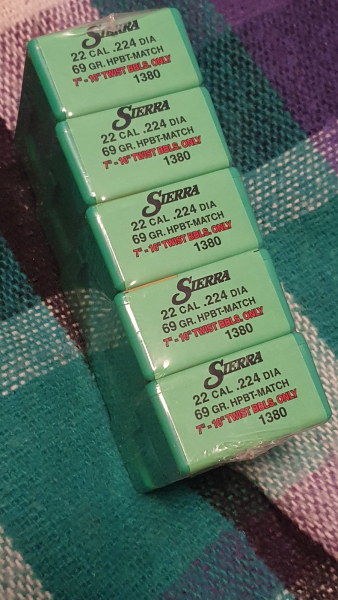 SIERRA
22 CAL .224 DIA
69 GR. HPBT-MATCH
7"-10" TWIST BBLS. ONLY
1380
SIERRA
22 CAL .224 DIA
69 GR. HPBT-MATCH
7"-10" TWIST BBLS. ONLY
1380
SIERRA
22 CAL .224 DIA
69 GR. HPBT-MATCH
7"-10" TWIST BBLS. ONLY
1380
SIERRA
22 CAL .224 DIA
69 GR. HPBT-MATCH
7"-10" TWIST BBLS. ONLY
1380
SIERRA
22 CAL .224 DIA
69 GR. HPBT-MATCH
7"-10" TWIST BBLS. ONLY
1380